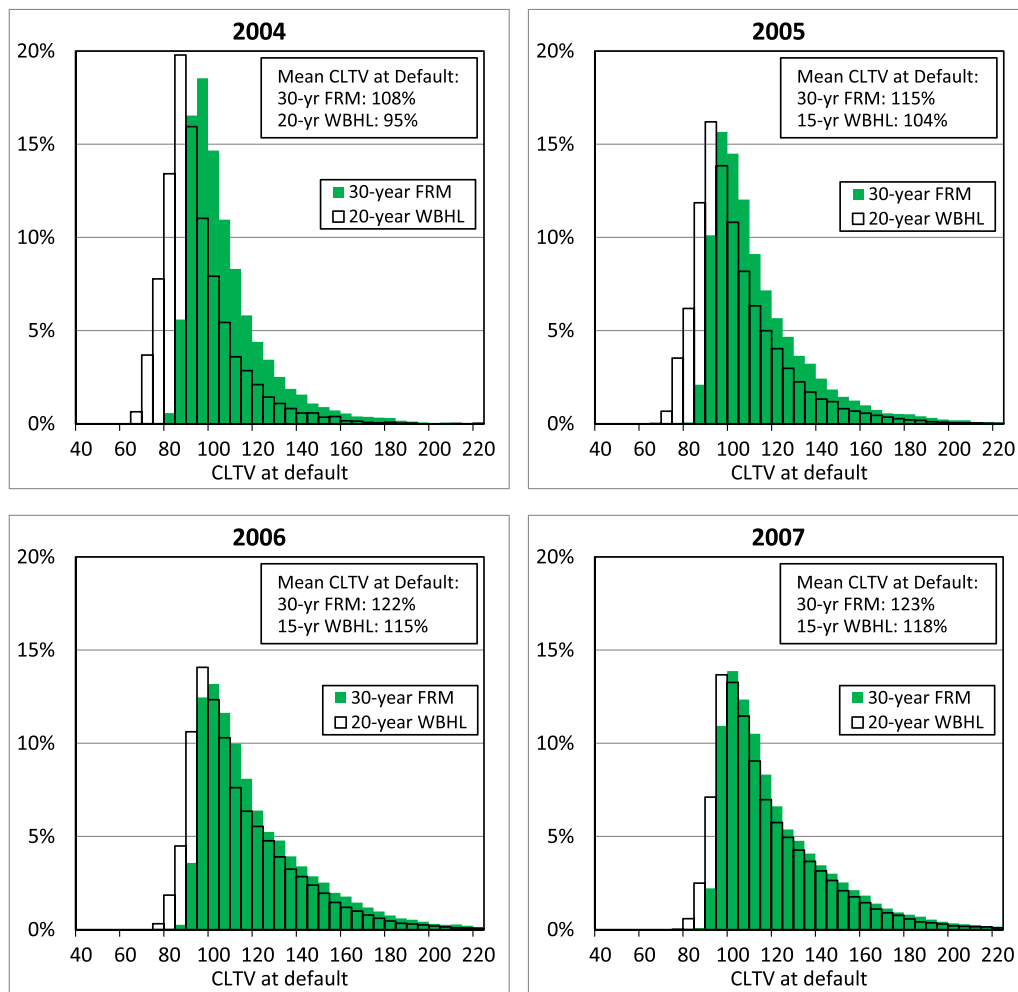 2004
20%
15%
10%
5%
0%
Mean CLTV at Default:
30-yr FRM: 108%
20-yr WBHL: 95%
30-year FRM
20-year WBHL
40 60 80 100 120 140 160 180 200 220
CLTV at default
2005
20%
15%
10%
5%
0%
Mean CLTV at Default:
30-yr FRM: 115%
15-yr WBHL: 104%
30-year FRM
20-year WBHL
40 60 80 100 120 140 160 180 200 220
CLTV at default
2006
20%
15%
10%
5%
0%
Mean CLTV at Default:
30-yr FRM: 122%
15-yr WBHL: 115%
30-year FRM
20-year WBHL
40 60 80 100 120 140 160 180 200 220
CLTV at default
2007
20%
15%
10%
5%
0%
Mean CLTV at Default:
30-yr FRM: 123%
15-yr WBHL: 118%
30-year FRM
20-year WBHL
40 60 80 100 120 140 160 180 200 220
CLTV at default